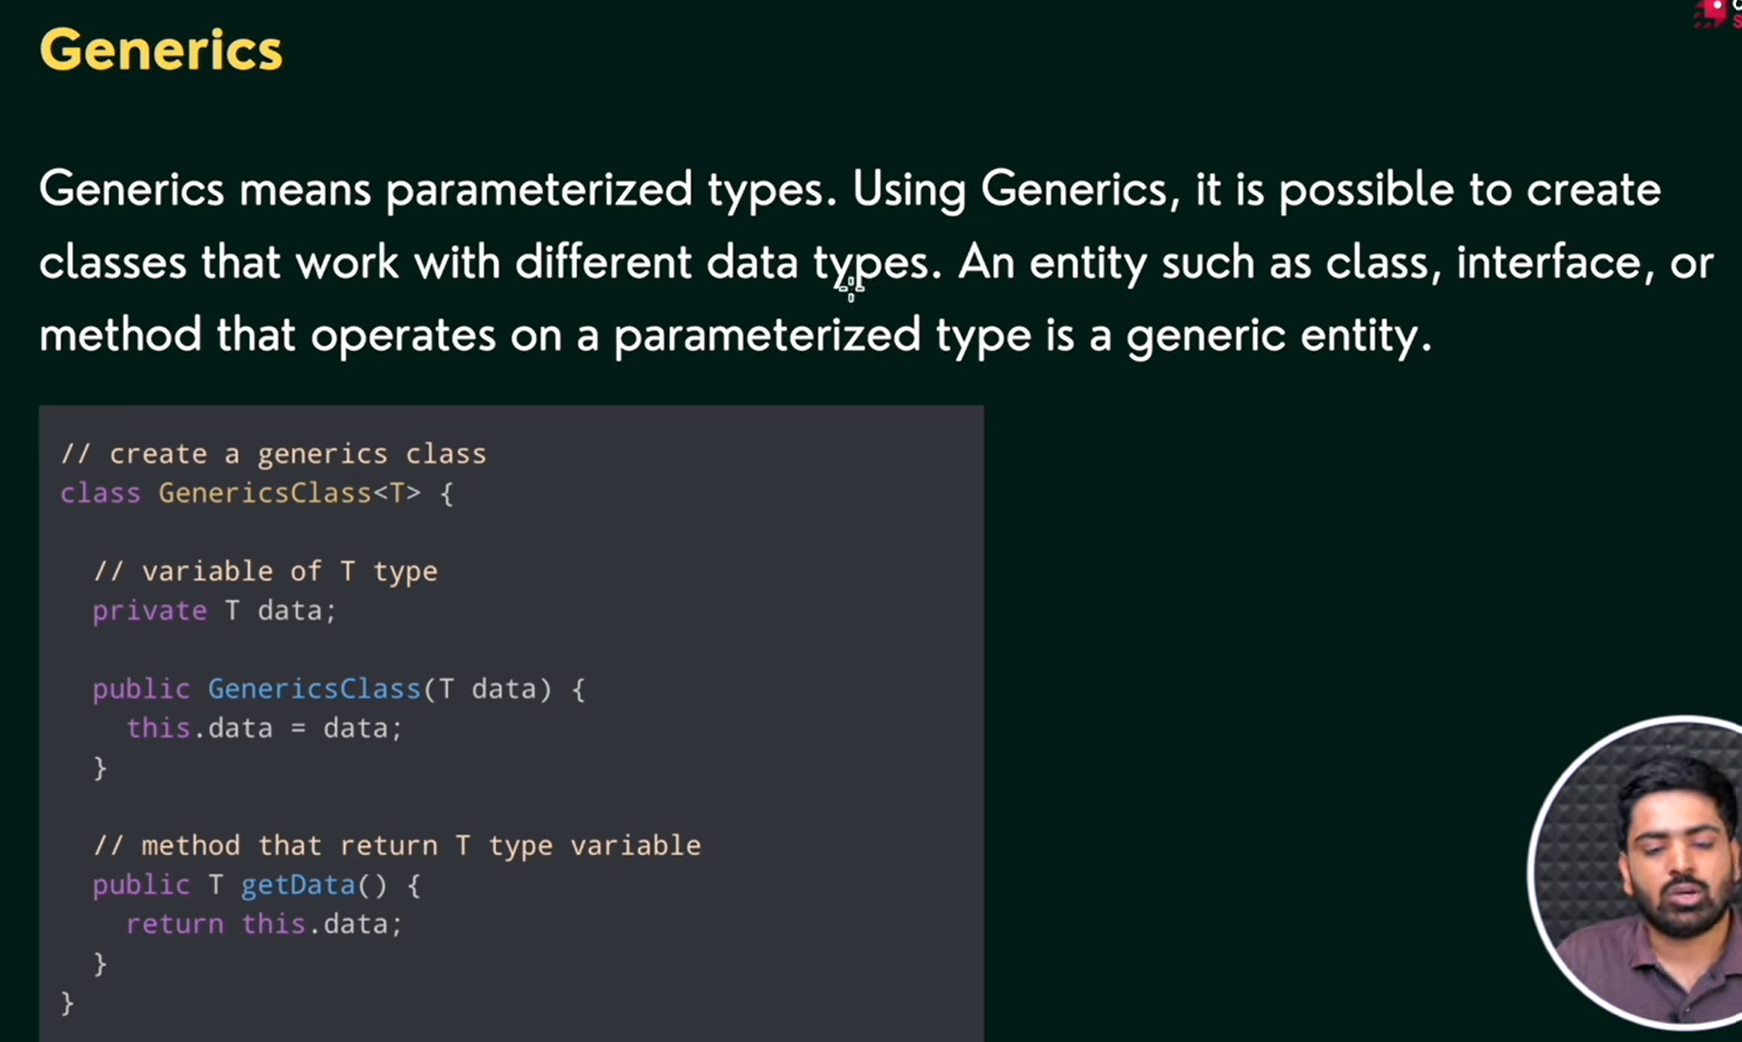 Generics
Generics means parameterized types. Using Generics, it is possible to create
classes that work with different data types. An entity such as class, interface, or
method that operates on a parameterized type is a generic entity.
// create a generics class
class GenericsClass<T> {
// variable of T type
private T data;
public GenericsClass(T data) {
this.data = data;
}
// method that return T type variable
public T getData() {
return this.data;
}
}